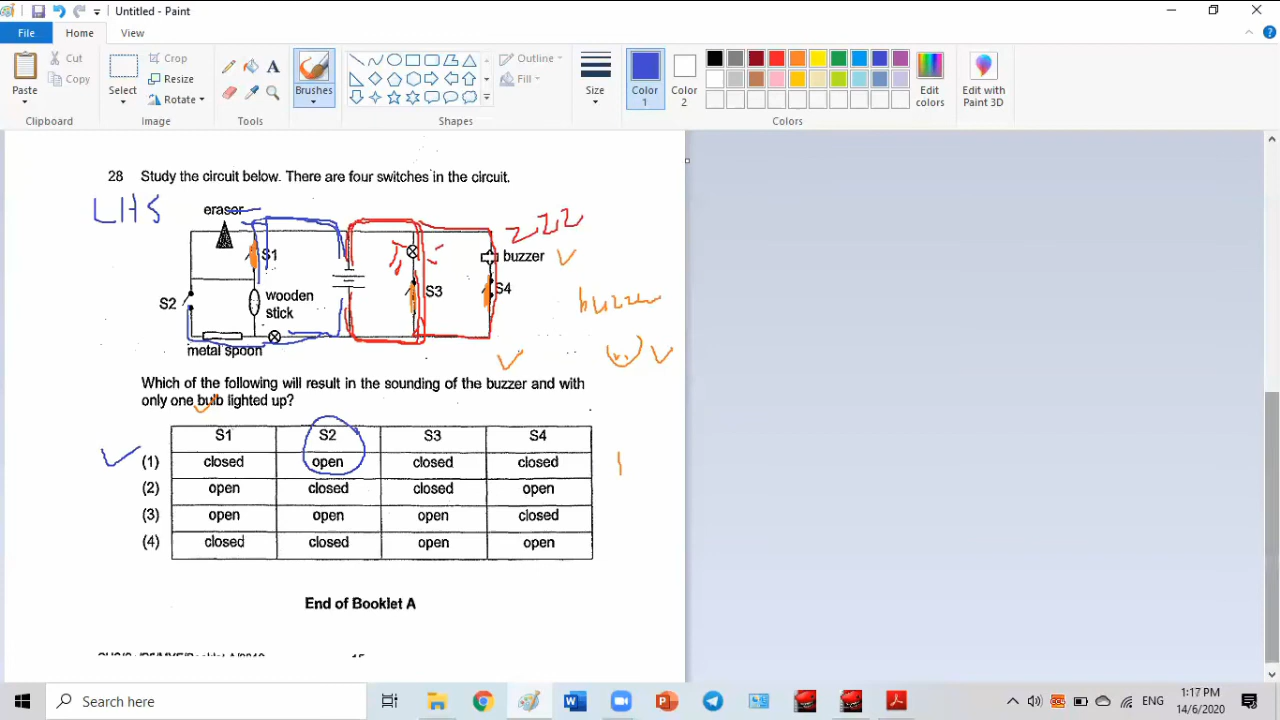 Untitled - Paint
File
Home
View
Paste
Cut
Copy
Clipboard
Select
Crop
Resize
Rotate
Image
A
Tools
Brushes
Outline
Fill
Shapes
Size
Color 1
Color 2
Edit colors
Edit with Paint 3D
Colors
28 Study the circuit below. There are four switches in the circuit.
LHS
eraser
zzz
S1
buzzer
S2
wooden stick
S3
S4
buzzer
metal spoon
Which of the following will result in the sounding of the buzzer and with
only one bulb lighted up?
S1 S2 S3 S4
(1) closed open closed closed
(2) open closed closed open
(3) open open open closed
(4) closed closed open open
End of Booklet A
15
Type here to search
ENG
1:17 PM
14/6/2020